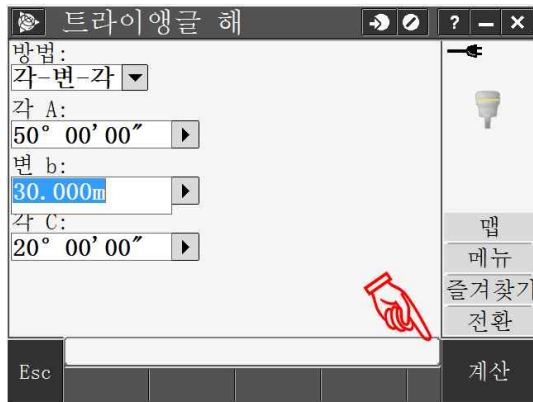 트라이앵글 해
? – ×
방법:
각-변-각
각 A:
50° 00′00″
변 b:
30.000m
각 C:
20° 00′00″
맵
메뉴
즐겨찾기
전환
Esc
계산